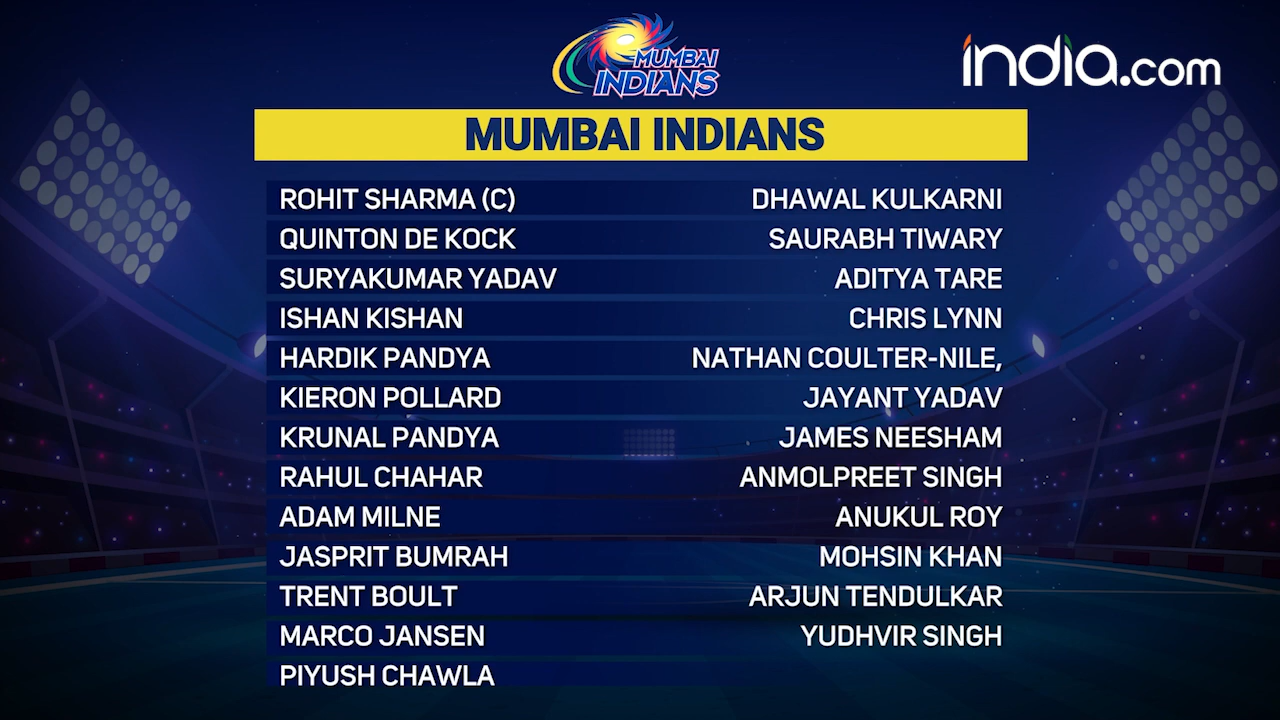 MUMBAI
INDIANS
india.com
MUMBAI INDIANS
ROHIT SHARMA (C)
QUINTON DE KOCK
SURYAKUMAR YADAV
ISHAN KISHAN
HARDIK PANDYA
KIERON POLLARD
KRUNAL PANDYA
RAHUL CHAHAR
ADAM MILNE
JASPRIT BUMRAH
TRENT BOULT
MARCO JANSEN
PIYUSH CHAWLA
DHAWAL KULKARNI
SAURABH TIWARY
ADITYA TARE
CHRIS LYNN
NATHAN COULTER-NILE,
JAYANT YADAV
JAMES NEESHAM
ANMOLPREET SINGH
ANUKUL ROY
MOHSIN KHAN
ARJUN TENDULKAR
YUDHVIR SINGH